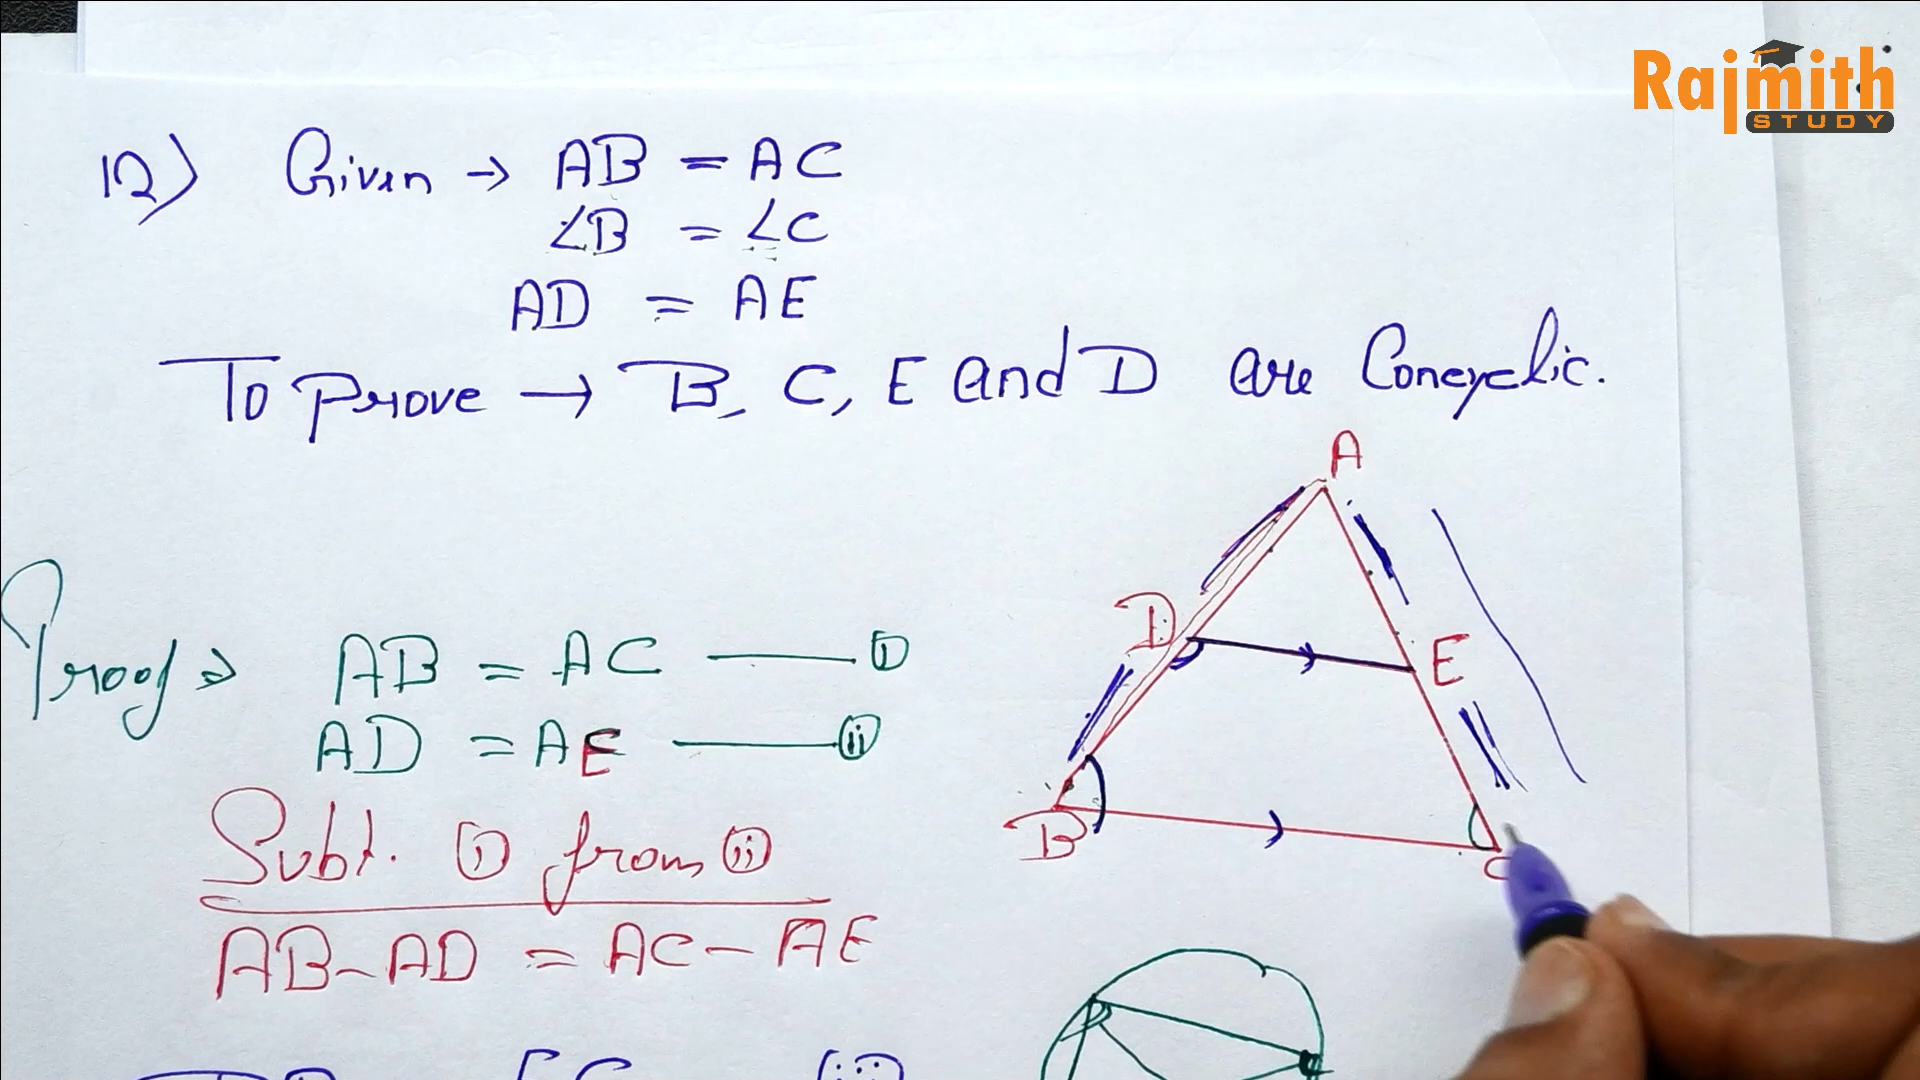 Rajmith
STUDY
12) Given → AB = AC
∠B = ∠C
AD = AE
To Prove → B, C, E and D are Concyclic.
A
D
E
B
C
Proof ⇒ AB = AC — (i)
AD = AE — (ii)
Subt. (i) from (ii)
AB - AD = AC - AE